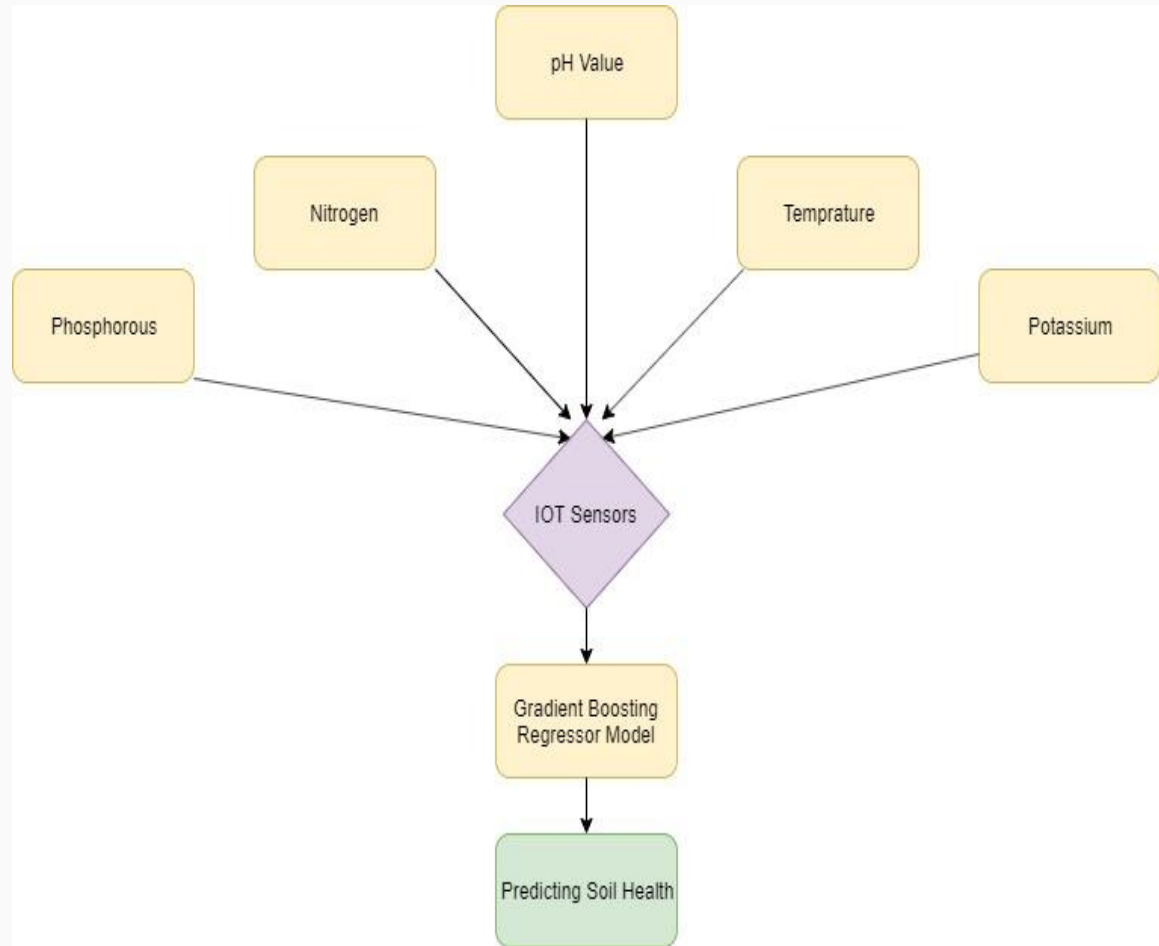 pH Value
Nitrogen
Temprature
Phosphorous
Potassium
IOT Sensors
Gradient Boosting
Regressor Model
Predicting Soil Health